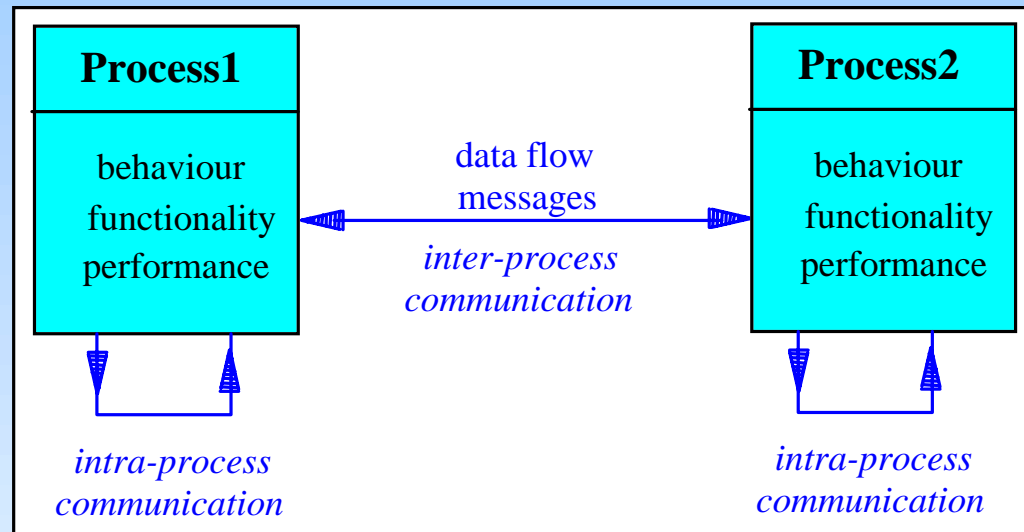 Process1
behaviour
functionality
performance
intra-process
communication
data flow
messages
inter-process
communication
Process2
behaviour
functionality
performance
intra-process
communication